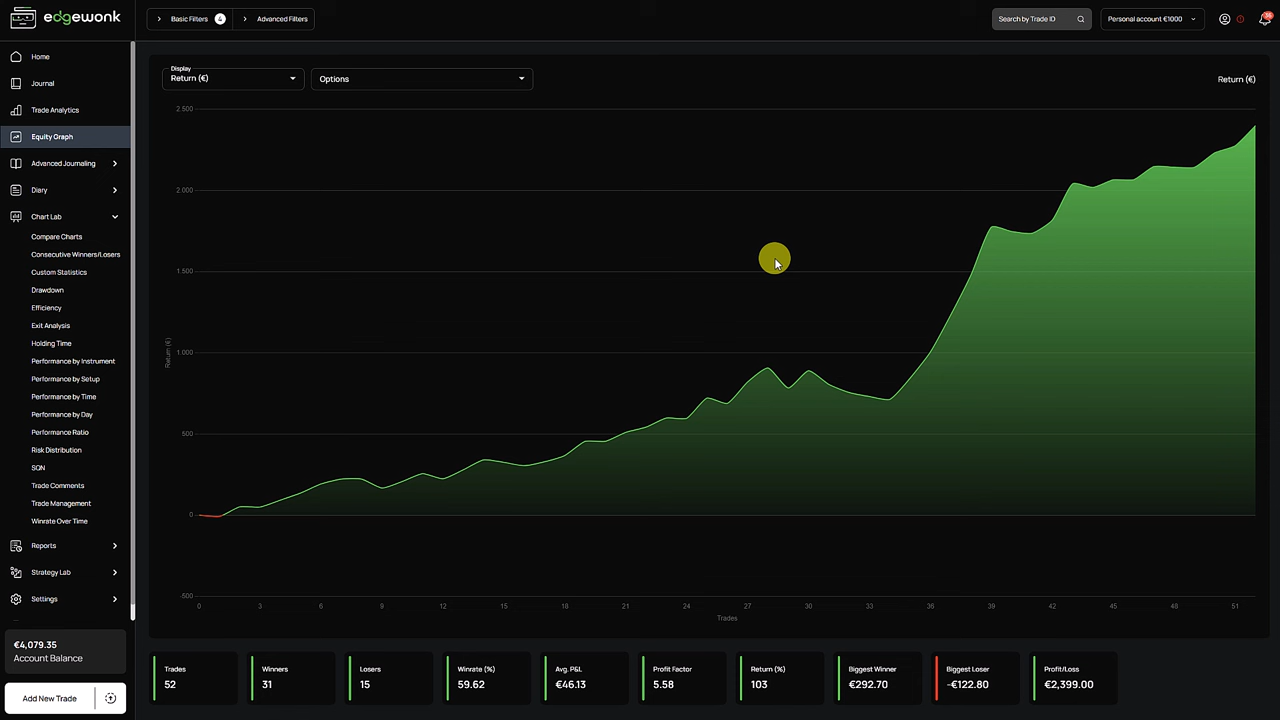 edgewonk
Basic Filters 4
Advanced Filters
Search by Trade ID
Personal account €1000
Home
Journal
Trade Analytics
Equity Graph
Advanced Journaling
Diary
Chart Lab
Compare Charts
Consecutive Winners/Losers
Custom Statistics
Drawdown
Efficiency
Exit Analysis
Holding Time
Performance by Instrument
Performance by Setup
Performance by Time
Performance by Day
Performance Ratio
Risk Distribution
SQN
Trade Comments
Trade Management
Winrate Over Time
Reports
Strategy Lab
Settings
€4,079.35
Account Balance
Add New Trade
Display
Return (€)
Options
Return (€)
2 500
2 000
1 500
1 000
500
0
-500
Return (€)
0 3 6 9 12 15 18 21 24 27 30 33 36 39 42 45 48 51
Trades
Trades
52
Winners
31
Losers
15
Winrate (%)
59.62
Avg. P&L
€46.13
Profit Factor
5.58
Return (%)
103
Biggest Winner
€292.70
Biggest Loser
-€122.80
Profit/Loss
€2,399.00